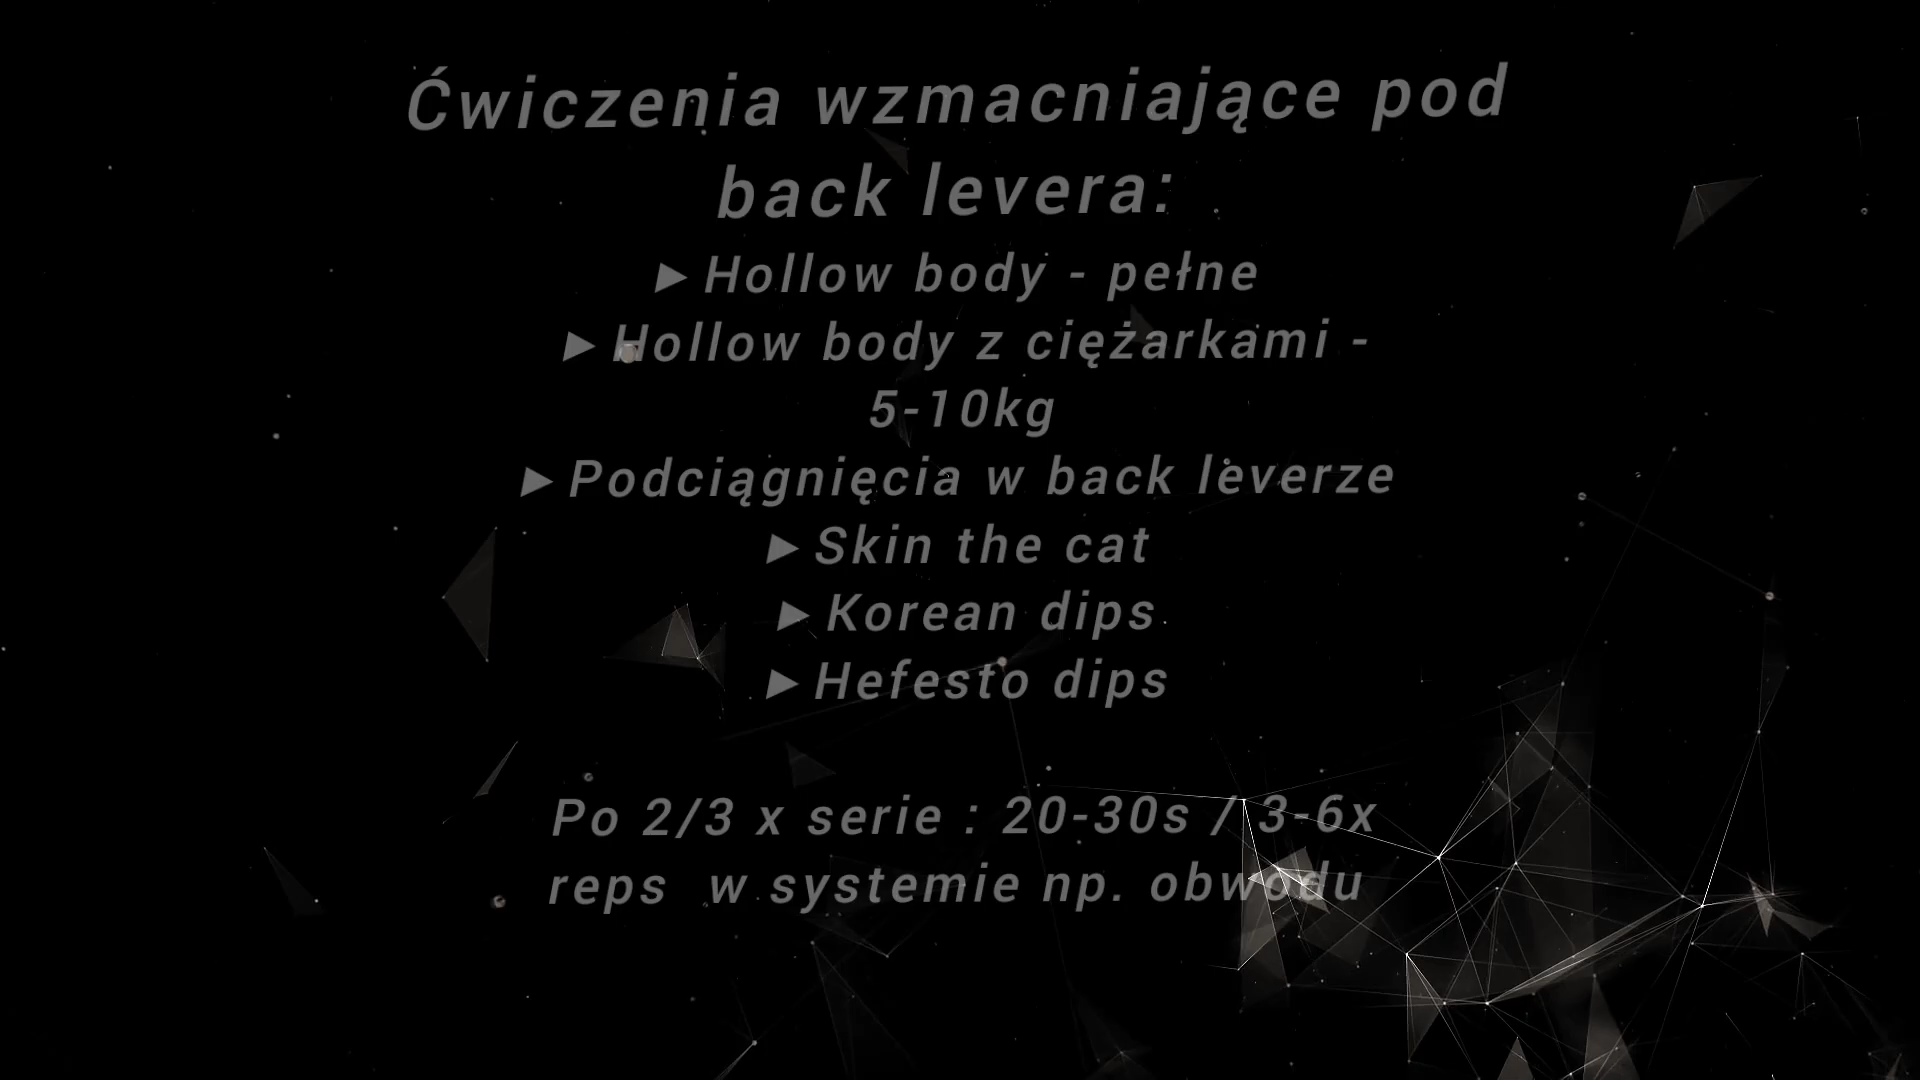 Ćwiczenia wzmacniające pod
back levera:
► Hollow body - pełne
► Hollow body z ciężarkami -
5-10kg
► Podciągnięcia w back leverze
► Skin the cat
► Korean dips
► Hefesto dips
Po 2/3 x serie : 20-30s / 3-6x
reps w systemie np. obwodu